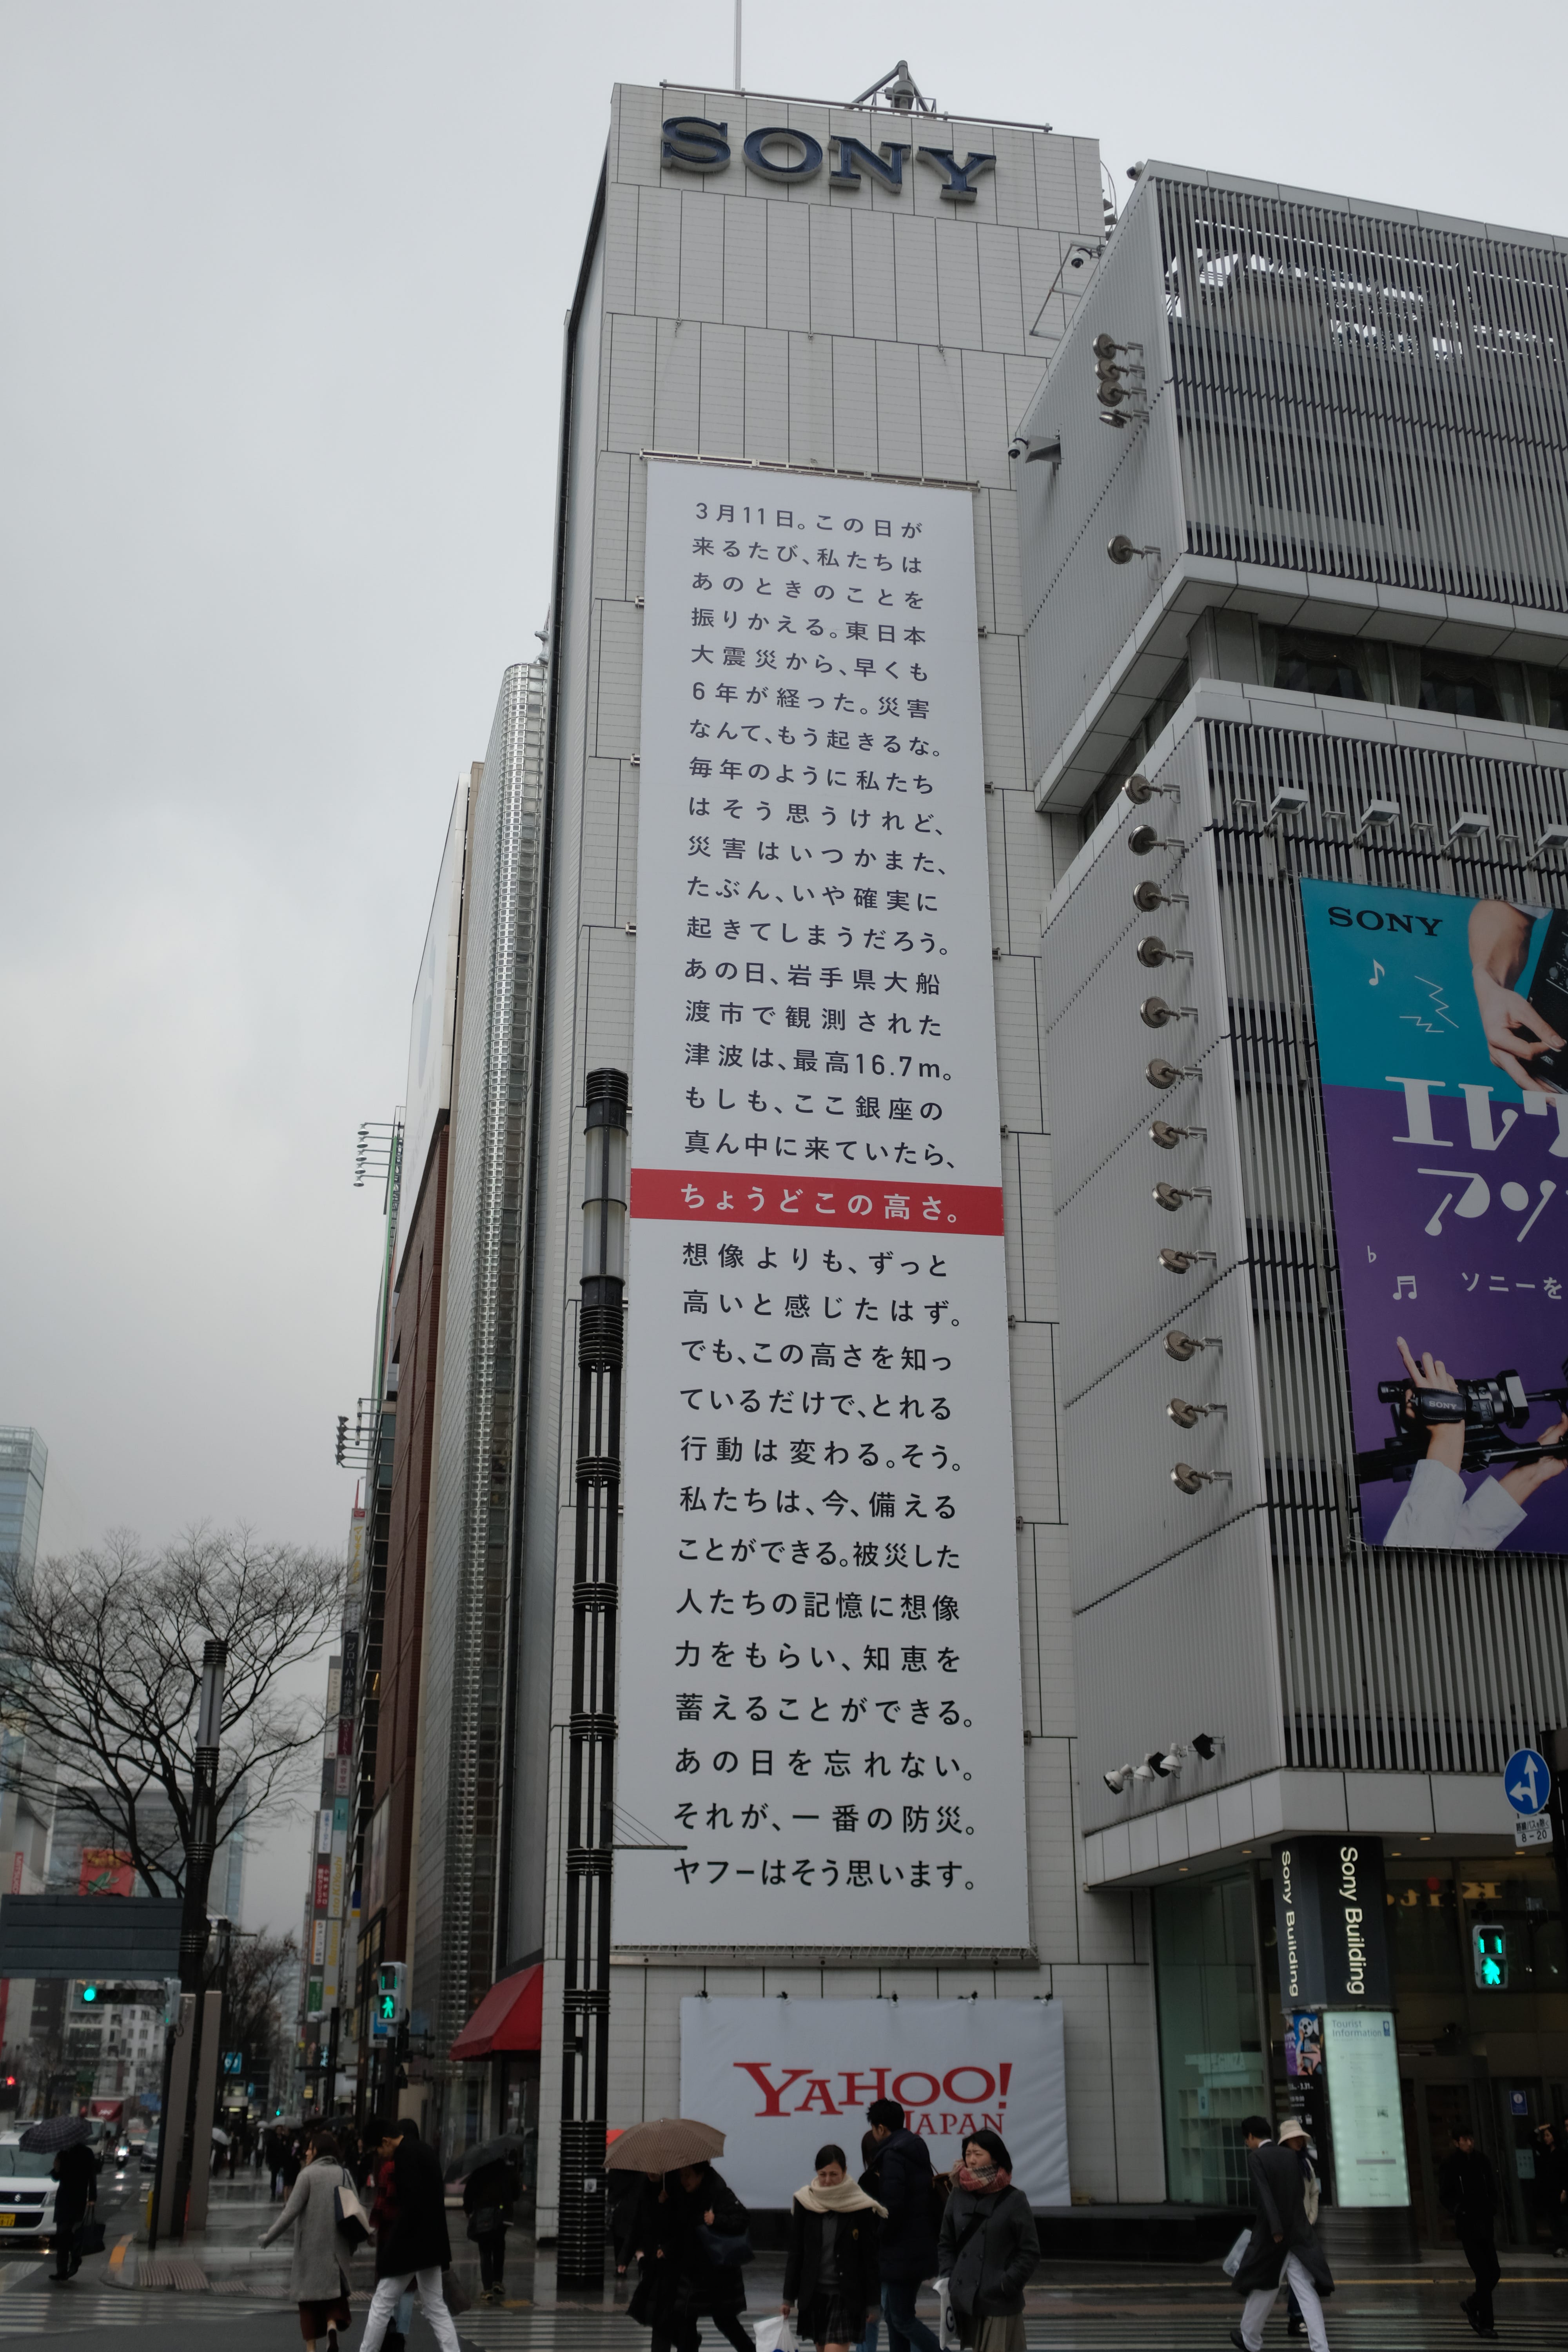 SONY
3月11日。この日が
来るたび、私たちは
あのときのことを
振りかえる。東日本
大震災から、早くも
6年が経った。災害
なんて、もう起きるな。
毎年のように私たち
はそう思うけれど、
災害はいつかまた、
たぶん、いや確実に
起きてしまうだろう。
あの日、岩手県大船
渡市で観測された
津波は、最高16.7m。
もしも、ここ銀座の
真ん中に来ていたら、
ちょうどこの高さ。
想像よりも、ずっと
高いと感じたはず。
でも、この高さを知っ
ているだけで、とれる
行動は変わる。そう。
私たちは、今、備える
ことができる。被災した
人たちの記憶に想像
力をもらい、知恵を
蓄えることができる。
あの日を忘れない。
それが、一番の防災。
ヤフーはそう思います。
YAHOO!
JAPAN
SONY
エレ
アソ
ソニーを
SONY
8-20
Sony Building
Sony Building
Tourist
Information